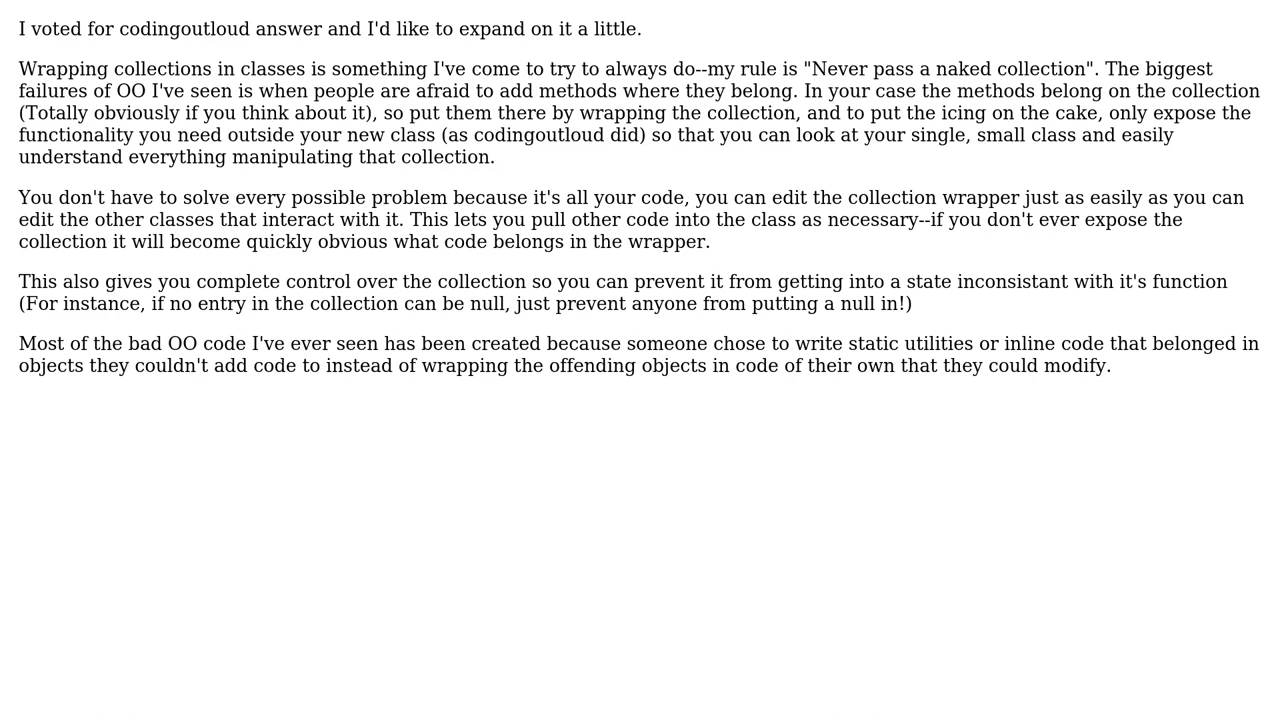 I voted for codingoutloud answer and I'd like to expand on it a little.
Wrapping collections in classes is something I've come to try to always do--my rule is "Never pass a naked collection". The biggest
failures of OO I've seen is when people are afraid to add methods where they belong. In your case the methods belong on the collection
(Totally obviously if you think about it), so put them there by wrapping the collection, and to put the icing on the cake, only expose the
functionality you need outside your new class (as codingoutloud did) so that you can look at your single, small class and easily
understand everything manipulating that collection.
You don't have to solve every possible problem because it's all your code, you can edit the collection wrapper just as easily as you can
edit the other classes that interact with it. This lets you pull other code into the class as necessary--if you don't ever expose the
collection it will become quickly obvious what code belongs in the wrapper.
This also gives you complete control over the collection so you can prevent it from getting into a state inconsistant with it's function
(For instance, if no entry in the collection can be null, just prevent anyone from putting a null in!)
Most of the bad OO code I've ever seen has been created because someone chose to write static utilities or inline code that belonged in
objects they couldn't add code to instead of wrapping the offending objects in code of their own that they could modify.